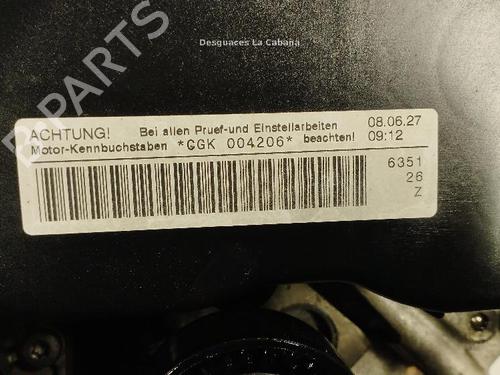 Desguaces La Cabaña
PARTS
ACHTUNG! Bei allen Pruef-und Einstellarbeiten 08.06.27
Motor-Kennbuchstaben *CGK 004206* beachten! 09:12
6351
26
Z